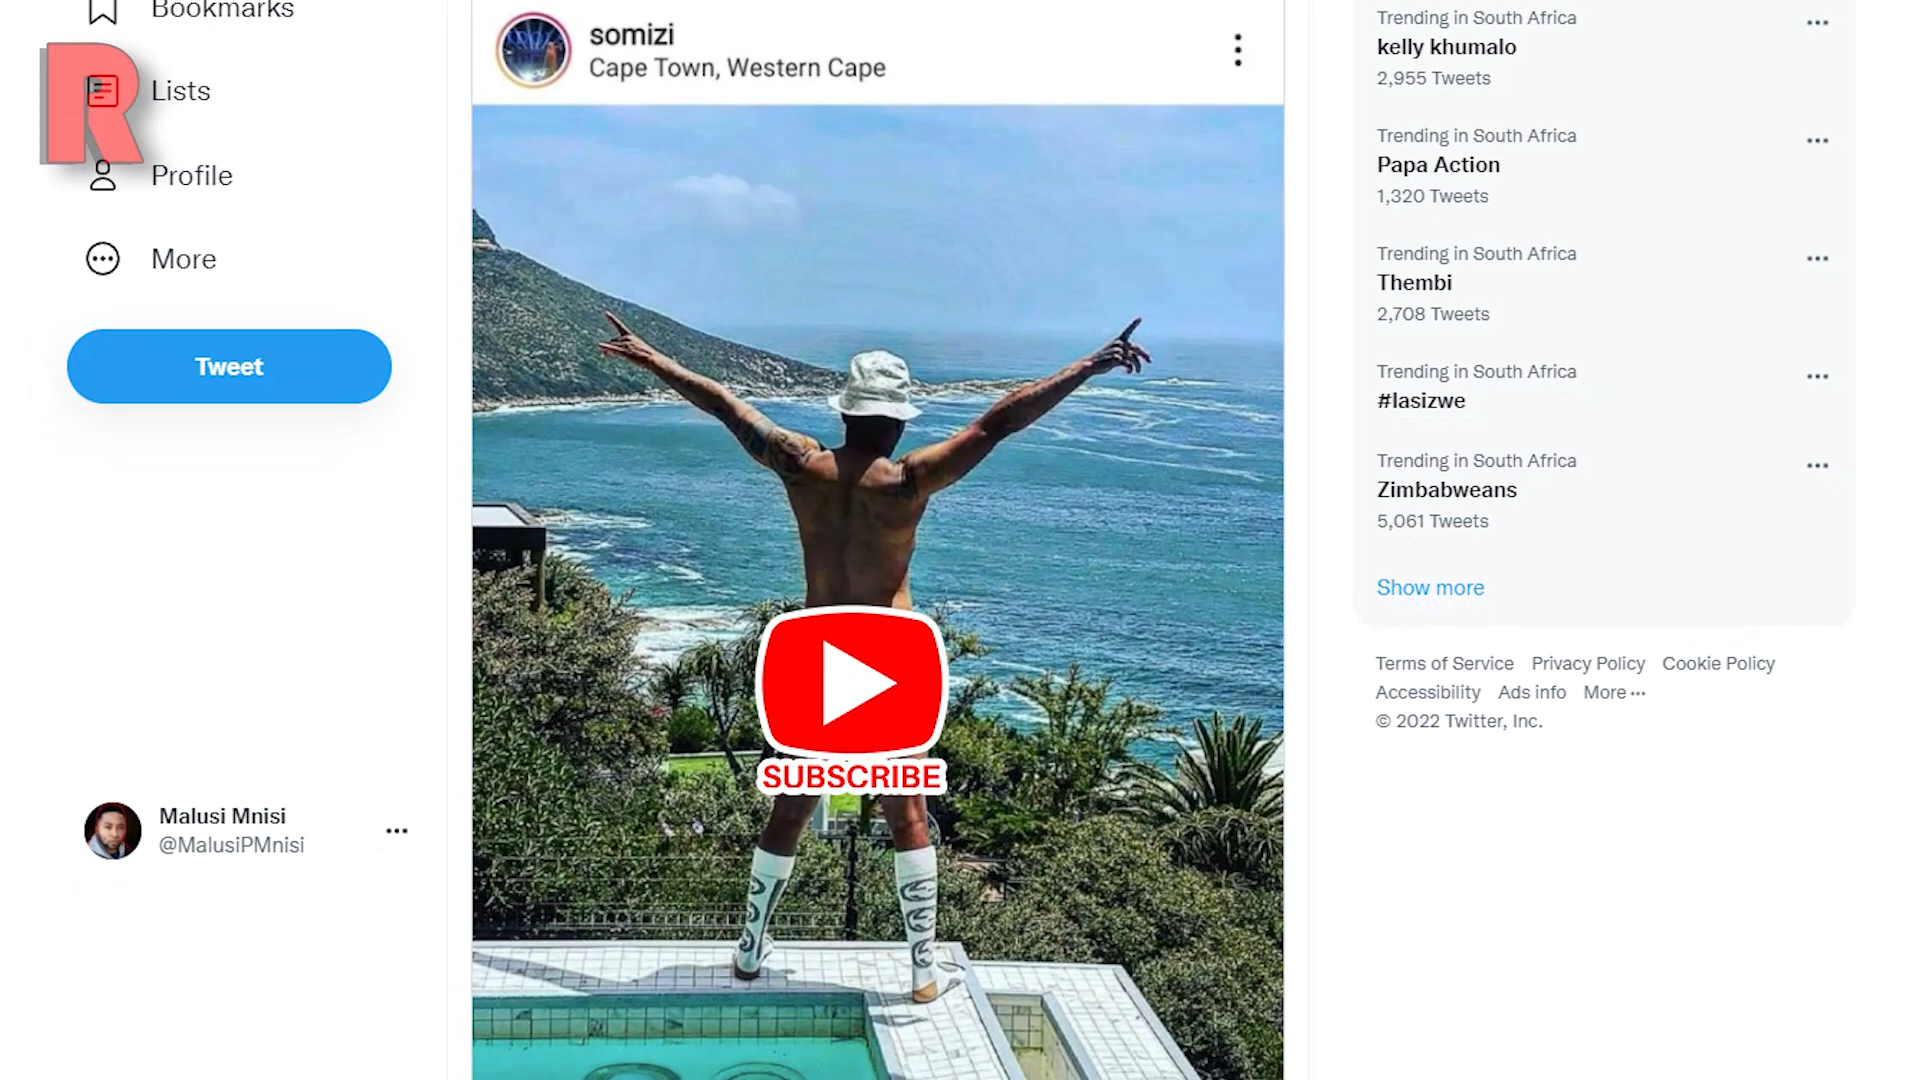 Bookmarks
R
Lists
Profile
More
Tweet
Malusi Mnisi
@MalusiPMnisi
somizi
Cape Town, Western Cape
SUBSCRIBE
Trending in South Africa
kelly khumalo
2,955 Tweets
Trending in South Africa
Papa Action
1,320 Tweets
Trending in South Africa
Thembi
2,708 Tweets
Trending in South Africa
#lasizwe
Trending in South Africa
Zimbabweans
5,061 Tweets
Show more
Terms of Service Privacy Policy Cookie Policy
Accessibility Ads info More ...
© 2022 Twitter, Inc.